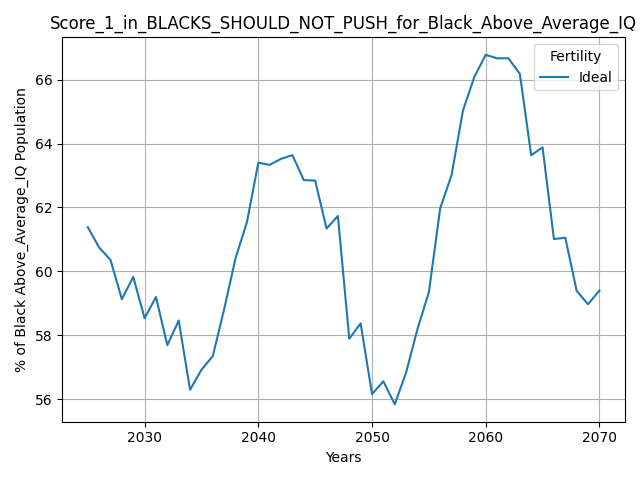 Score_1_in_BLACKS_SHOULD_NOT_PUSH_for_Black_Above_Average_IQ
% of Black Above_Average_IQ Population
66
64
62
60
58
56
Fertility
Ideal
2030 2040 2050 2060 2070
Years